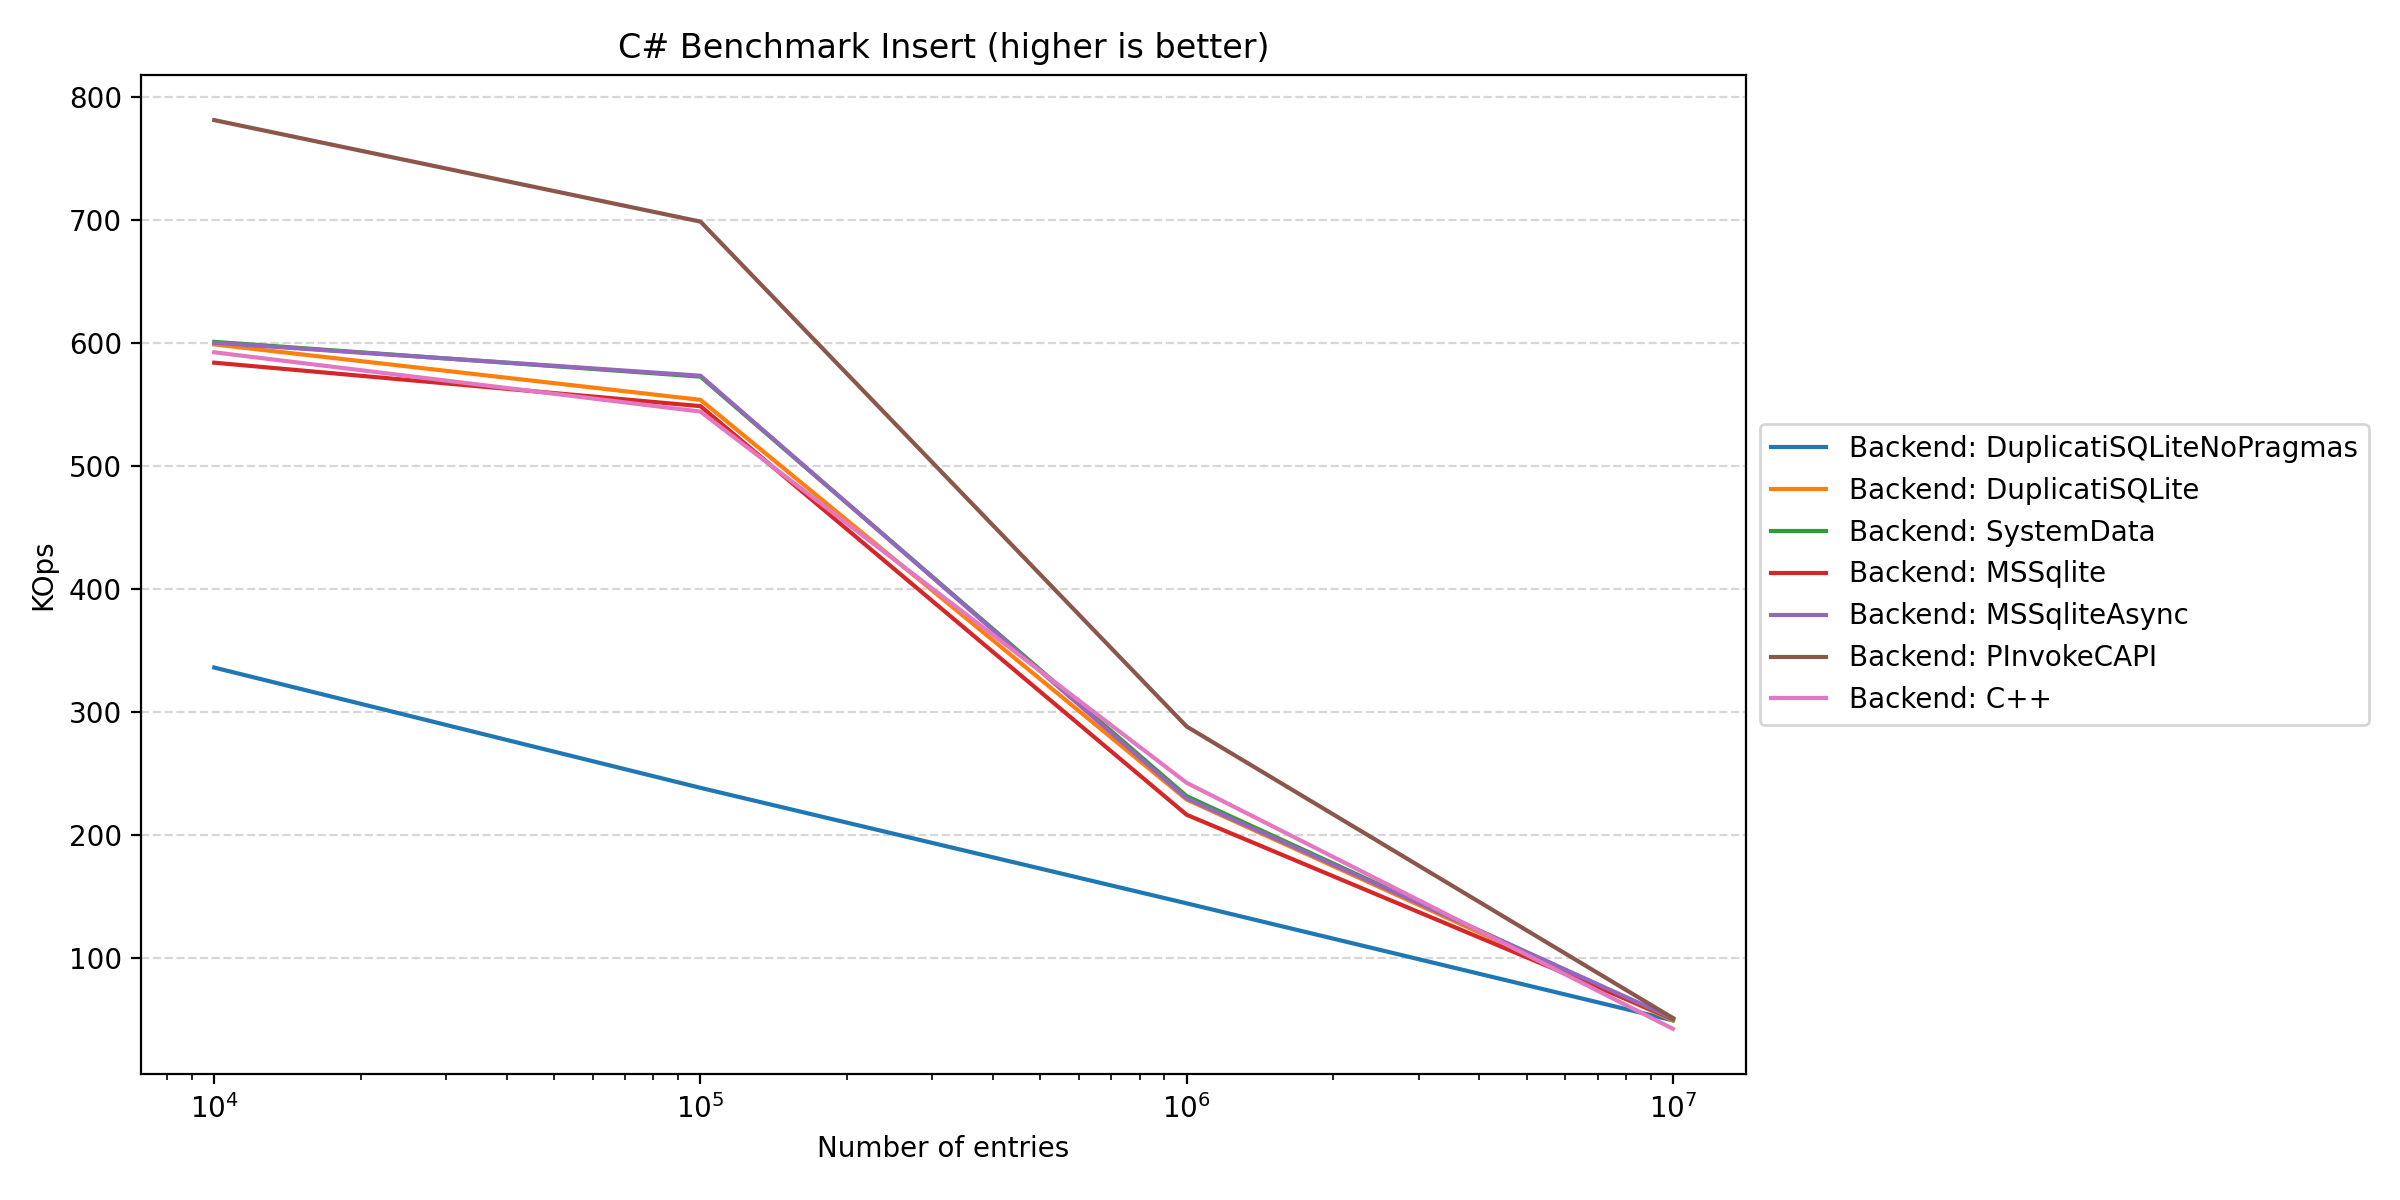 C# Benchmark Insert (higher is better)
800
700
600
500
400
300
200
100
KOps
10⁴
10⁵
10⁶
10⁷
Number of entries
Backend: DuplicatiSQLiteNoPragmas
Backend: DuplicatiSQLite
Backend: SystemData
Backend: MSSqlite
Backend: MSSqliteAsync
Backend: PInvokeCAPI
Backend: C++